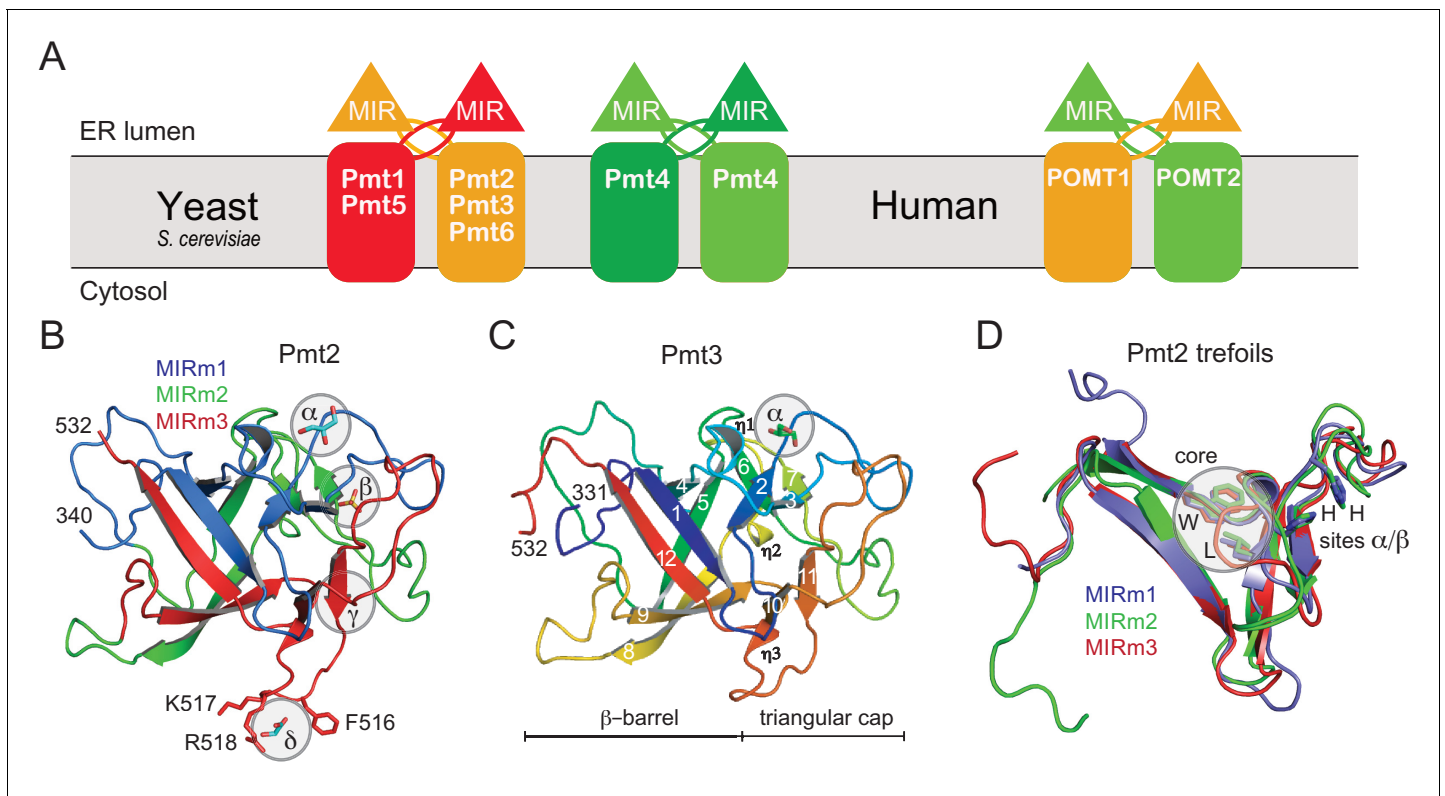 A
MIR MIR MIR MIR MIR MIR
ER lumen
Yeast
S. cerevisiae
Pmt1
Pmt5
Pmt2
Pmt3
Pmt6
Pmt4
Pmt4
Human
POMT1
POMT2
Cytosol
B
Pmt2
MIRm1
MIRm2
MIRm3
532
340
α
β
γ
K517
R518
δ
F516
C
Pmt3
η1
α
6
7
4
2
5
3
331
1
532
η2
12
11
10
9
8
η3
β–barrel
triangular cap
D
Pmt2 trefoils
core
W
L
H H
sites α/β
MIRm1
MIRm2
MIRm3